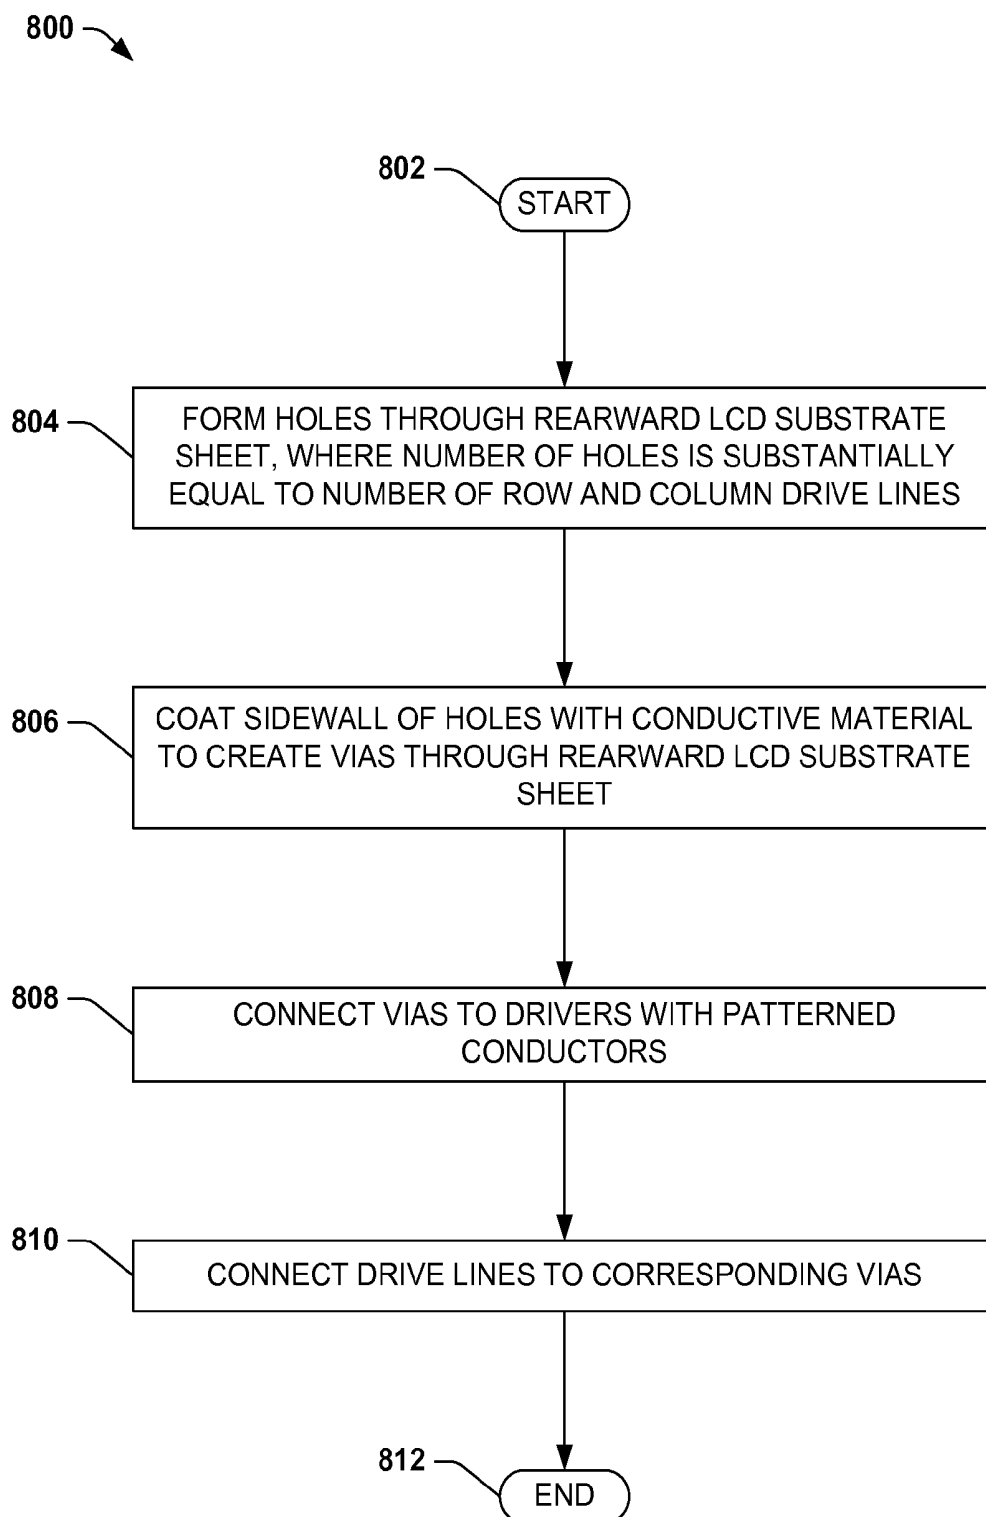 800
802
START
804
FORM HOLES THROUGH REARWARD LCD SUBSTRATE
SHEET, WHERE NUMBER OF HOLES IS SUBSTANTIALLY
EQUAL TO NUMBER OF ROW AND COLUMN DRIVE LINES
806
COAT SIDEWALL OF HOLES WITH CONDUCTIVE MATERIAL
TO CREATE VIAS THROUGH REARWARD LCD SUBSTRATE
SHEET
808
CONNECT VIAS TO DRIVERS WITH PATTERNED
CONDUCTORS
810
CONNECT DRIVE LINES TO CORRESPONDING VIAS
812
END